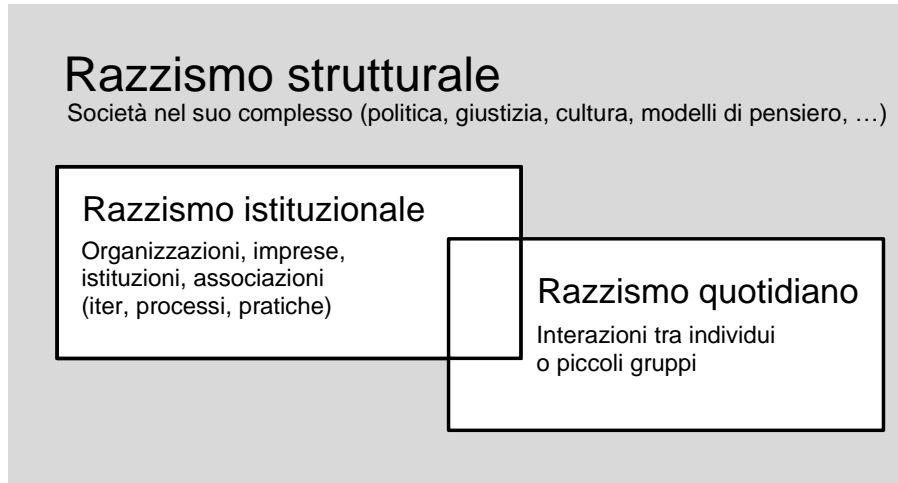 Razzismo strutturale
Società nel suo complesso (politica, giustizia, cultura, modelli di pensiero, …)
Razzismo istituzionale
Organizzazioni, imprese,
istituzioni, associazioni
(iter, processi, pratiche)
Razzismo quotidiano
Interazioni tra individui
o piccoli gruppi